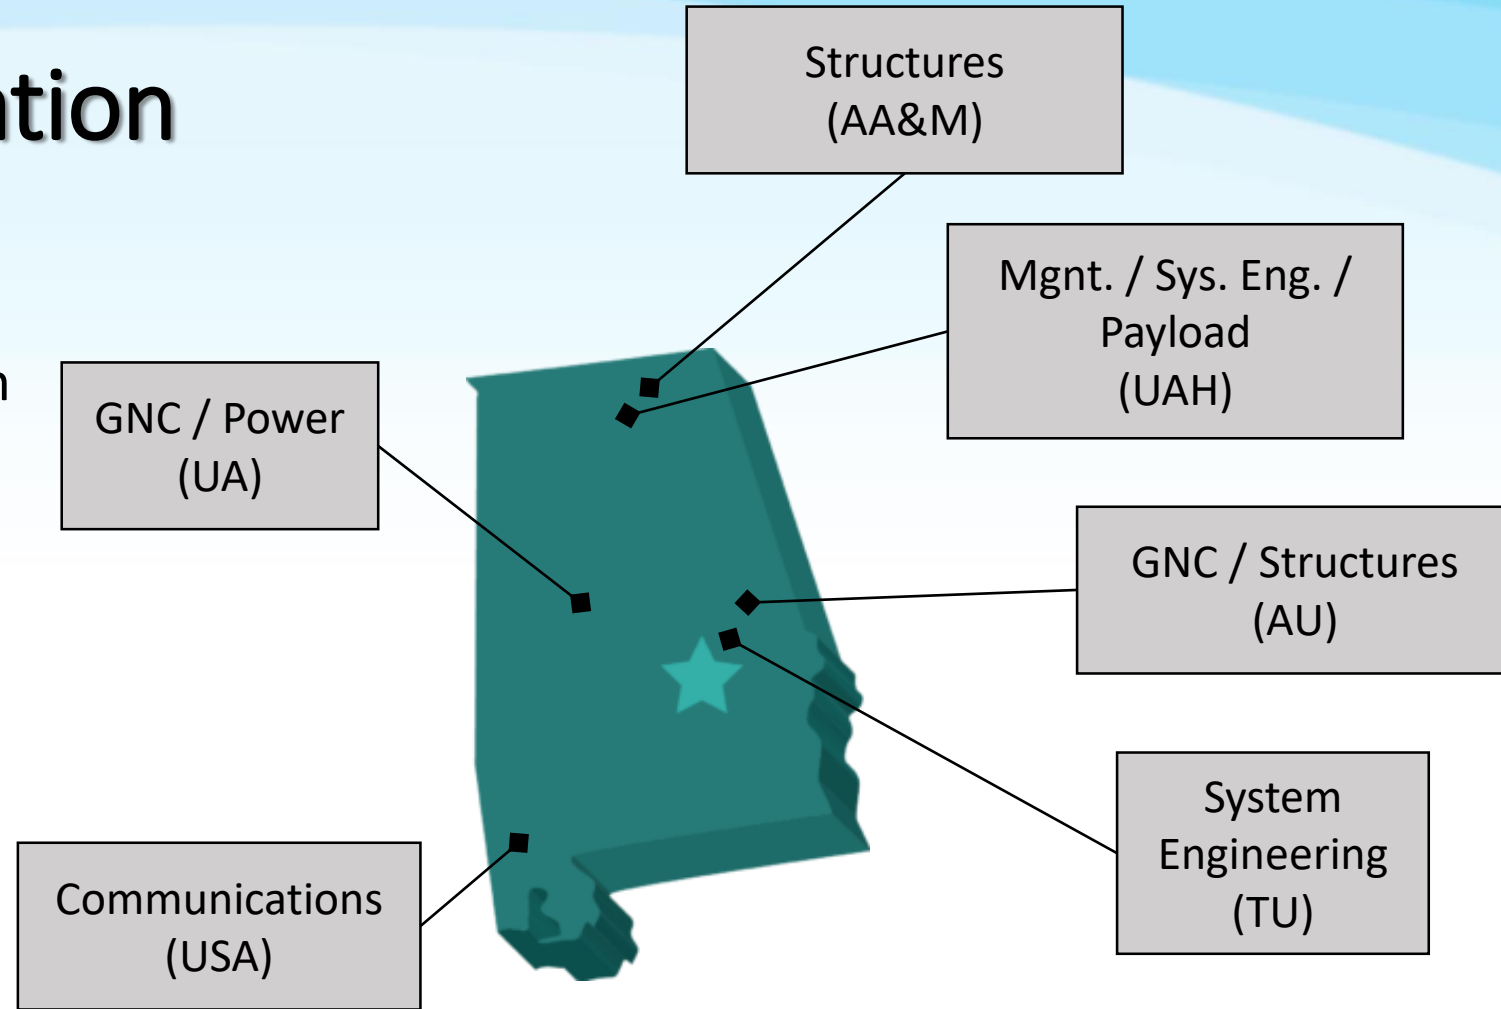 ation
Structures
(AA&M)
Mgnt. / Sys. Eng. /
Payload
(UAH)
n
GNC / Power
(UA)
GNC / Structures
(AU)
System
Engineering
(TU)
Communications
(USA)